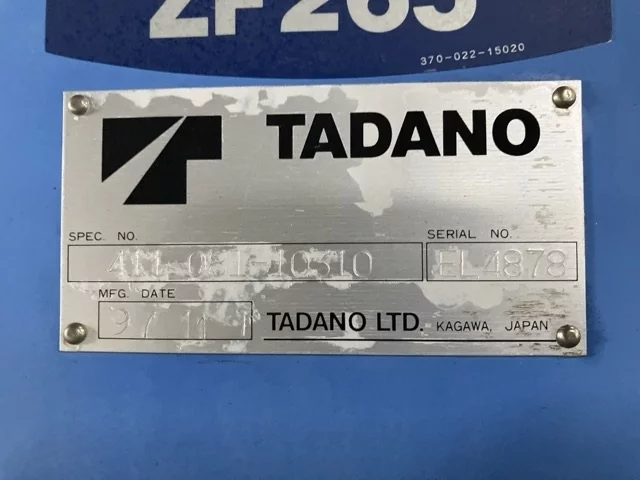 ZF265
370-022-15020
TADANO
SPEC. NO.
SERIAL NO.
EL4878
MFG. DATE
TADANO LTD. KAGAWA, JAPAN